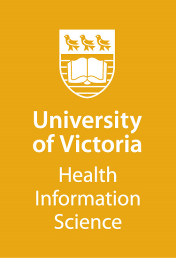 University
of Victoria
Health
Information
Science